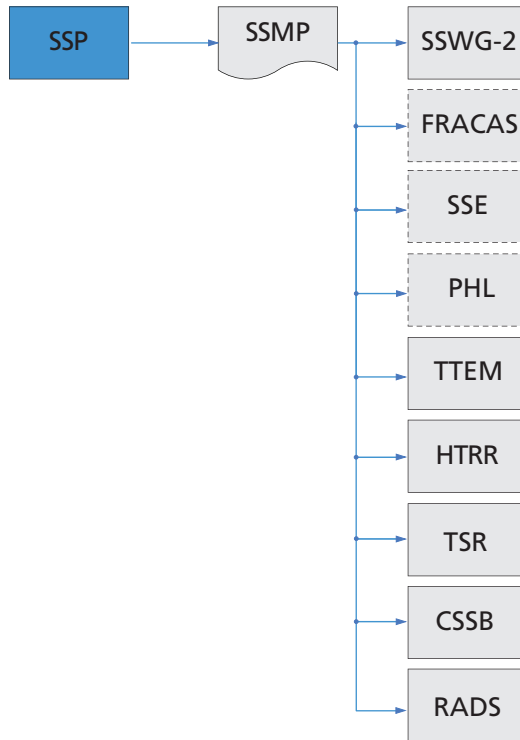 SSP
SSMP
SSWG-2
FRACAS
SSE
PHL
TTEM
HTRR
TSR
CSSB
RADS